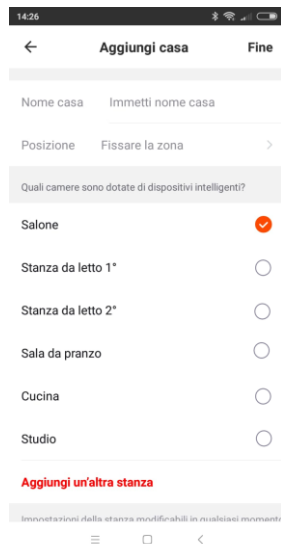 14:26
Aggiungi casa Fine
Nome casa Immetti nome casa
Posizione Fissare la zona
Quali camere sono dotate di dispositivi intelligenti?
Salone
Stanza da letto 1°
Stanza da letto 2°
Sala da pranzo
Cucina
Studio
Aggiungi un'altra stanza
Impostazioni della stanza modificabili in qualsiasi momento